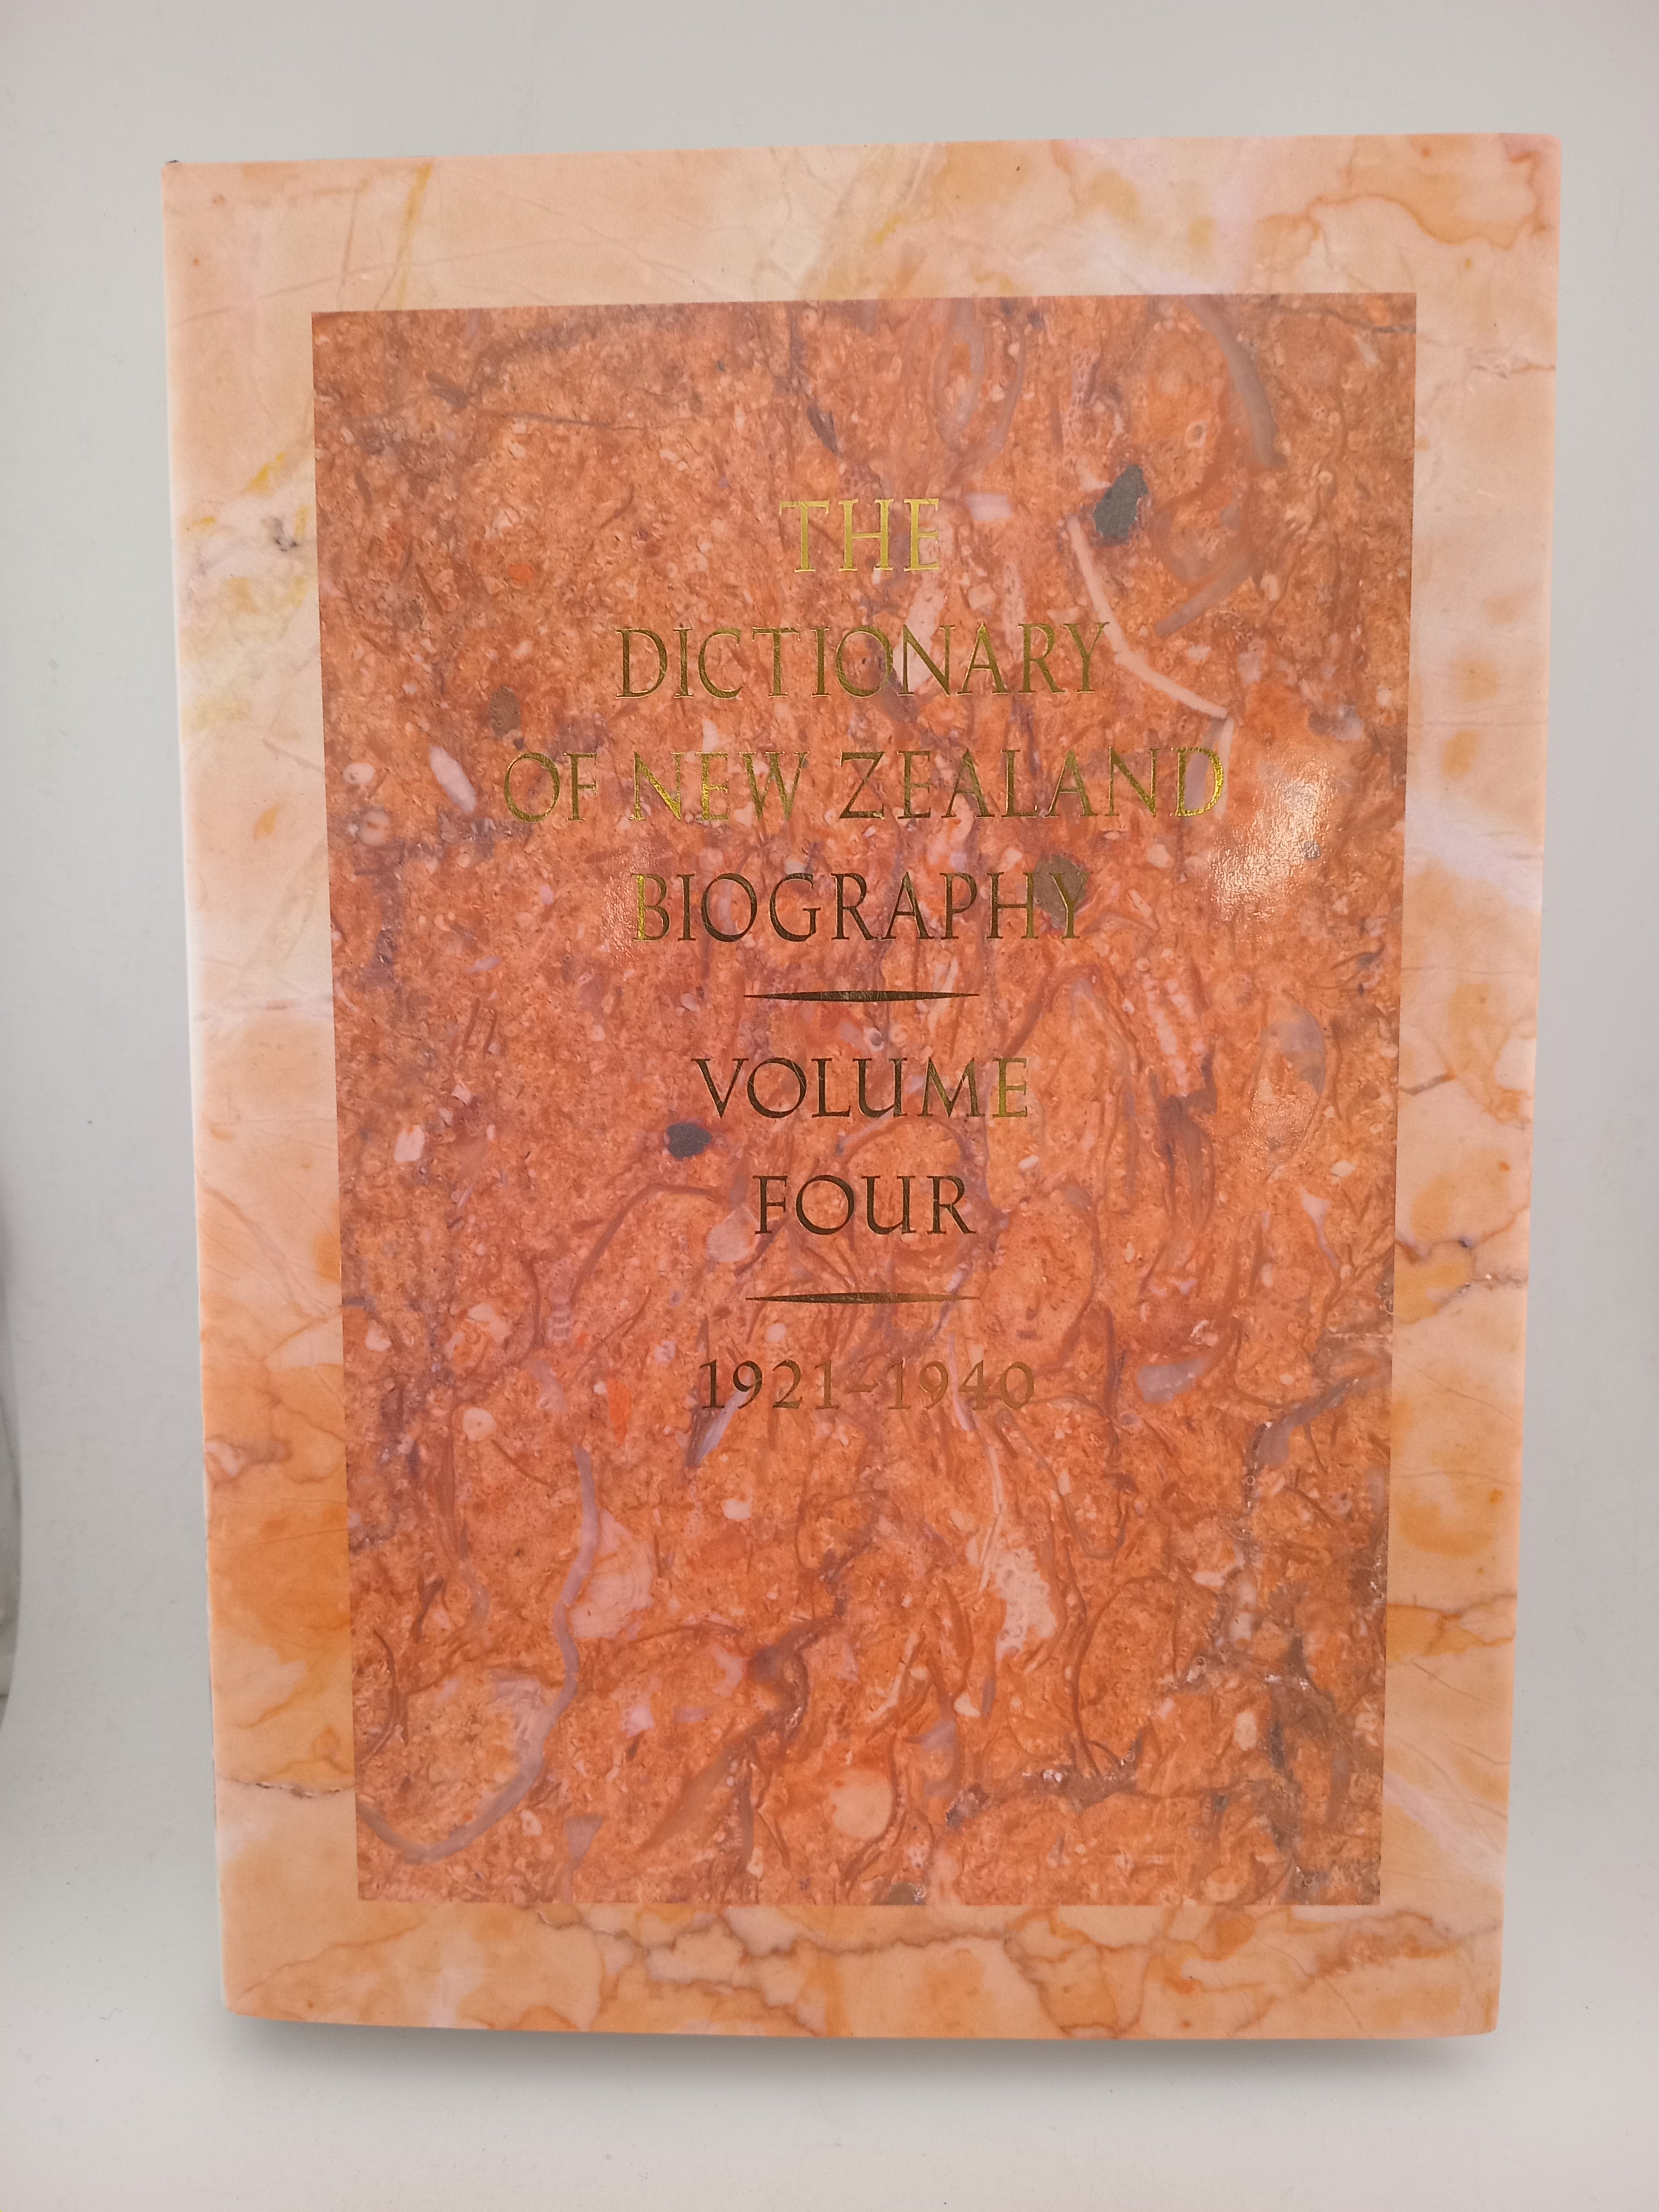 THE
DICTIONARY
OF NEW ZEALAND
BIOGRAPHY
VOLUME
FOUR
1921-1940